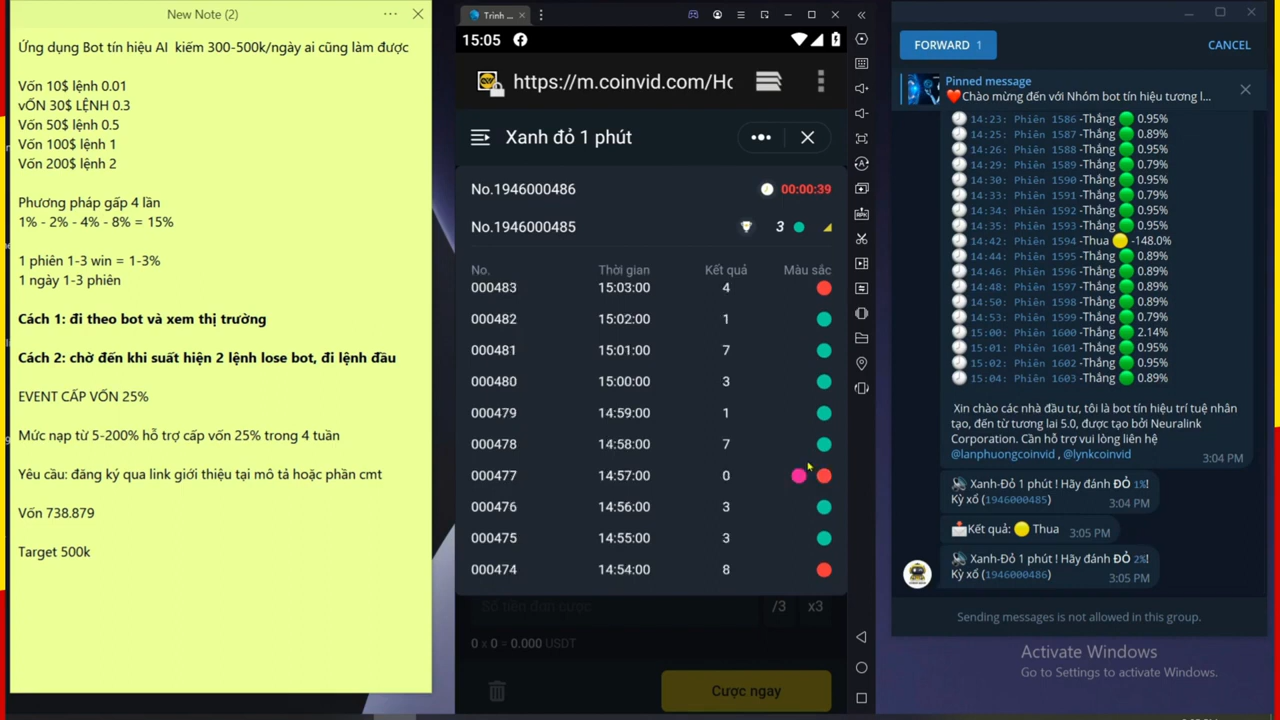 New Note (2)
Ứng dụng Bot tín hiệu AI kiếm 300-500k/ngày ai cũng làm được
Vốn 10$ lệnh 0.01
vỐN 30$ LỆNH 0.3
Vốn 50$ lệnh 0.5
Vốn 100$ lệnh 1
Vốn 200$ lệnh 2
Phương pháp gấp 4 lần
1% - 2% - 4% - 8% = 15%
1 phiên 1-3 win = 1-3%
1 ngày 1-3 phiên
Cách 1: đi theo bot và xem thị trường
Cách 2: chờ đến khi suất hiện 2 lệnh lose bot, đi lệnh đầu
EVENT CẤP VỐN 25%
Mức nạp từ 5-200% hỗ trợ cấp vốn 25% trong 4 tuần
Yêu cầu: đăng ký qua link giới thiệu tại mô tả hoặc phần cmt
Vốn 738.879
Target 500k
Trình ...
15:05
https://m.coinvid.com/Hc
Xanh đỏ 1 phút
No.1946000486 00:00:39
No.1946000485 3
No. Thời gian Kết quả Màu sắc
000483 15:03:00 4
000482 15:02:00 1
000481 15:01:00 7
000480 15:00:00 3
000479 14:59:00 1
000478 14:58:00 7
000477 14:57:00 0
000476 14:56:00 3
000475 14:55:00 3
000474 14:54:00 8
Số tiền đơn cược /3 x3
0 x 0 = 0.000 USDT
Cược ngay
FORWARD 1 CANCEL
Pinned message
Chào mừng đến với Nhóm bot tín hiệu tương l...
14:23: Phiên 1586 -Thắng 0.95%
14:25: Phiên 1587 -Thắng 0.89%
14:26: Phiên 1588 -Thắng 0.95%
14:29: Phiên 1589 -Thắng 0.79%
14:30: Phiên 1590 -Thắng 0.95%
14:33: Phiên 1591 -Thắng 0.79%
14:34: Phiên 1592 -Thắng 0.95%
14:35: Phiên 1593 -Thắng 0.95%
14:42: Phiên 1594 -Thua -148.0%
14:44: Phiên 1595 -Thắng 0.89%
14:46: Phiên 1596 -Thắng 0.89%
14:48: Phiên 1597 -Thắng 0.89%
14:50: Phiên 1598 -Thắng 0.89%
14:53: Phiên 1599 -Thắng 0.79%
15:00: Phiên 1600 -Thắng 2.14%
15:01: Phiên 1601 -Thắng 0.95%
15:02: Phiên 1602 -Thắng 0.95%
15:04: Phiên 1603 -Thắng 0.89%
Xin chào các nhà đầu tư, tôi là bot tín hiệu trí tuệ nhân
tạo, đến từ tương lai 5.0, được tạo bởi Neuralink
Corporation. Cần hỗ trợ vui lòng liên hệ
@lanphuongcoinvid , @lynkcoinvid 3:04 PM
Xanh-Đỏ 1 phút ! Hãy đánh ĐỎ 1%!
Kỳ xổ (1946000485) 3:04 PM
Kết quả: Thua 3:05 PM
Xanh-Đỏ 1 phút ! Hãy đánh ĐỎ 2%!
Kỳ xổ (1946000486) 3:05 PM
Sending messages is not allowed in this group.
Activate Windows
Go to Settings to activate Windows.